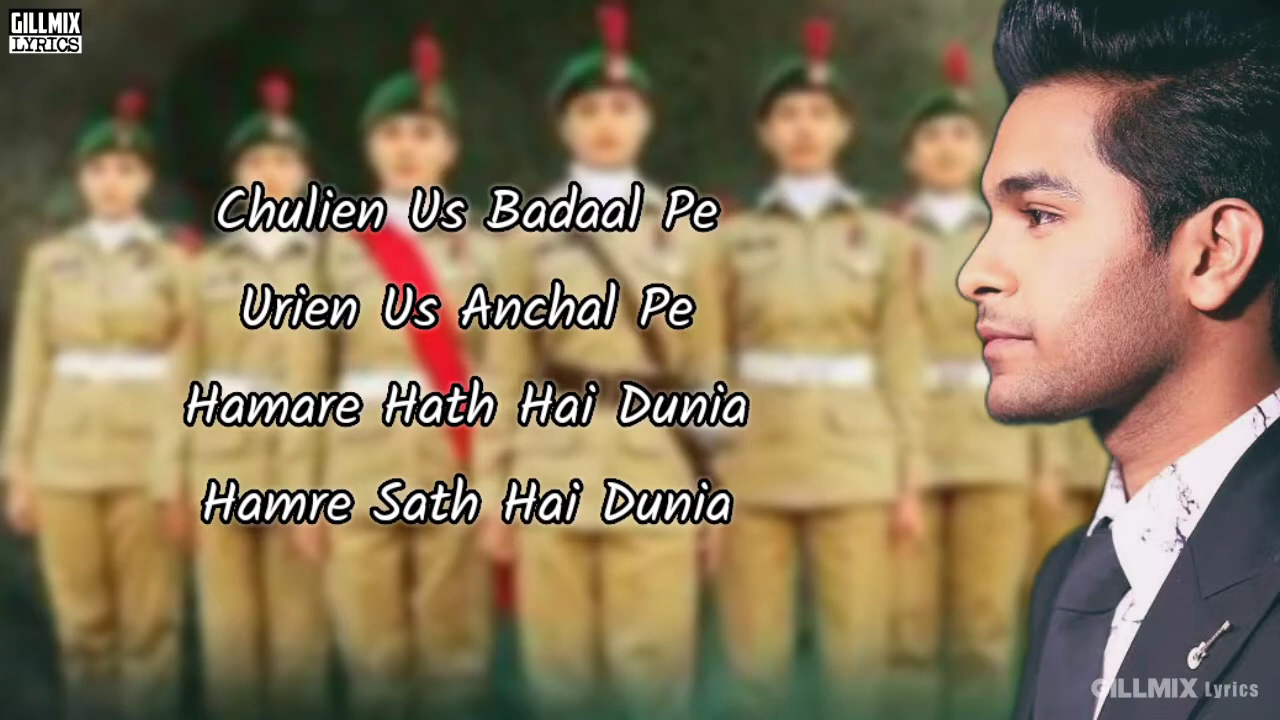 GILLMIX
LYRICS
Chulien Us Badaal Pe
Urien Us Anchal Pe
Hamare Hath Hai Dunia
Hamre Sath Hai Dunia
GILLMIX Lyrics